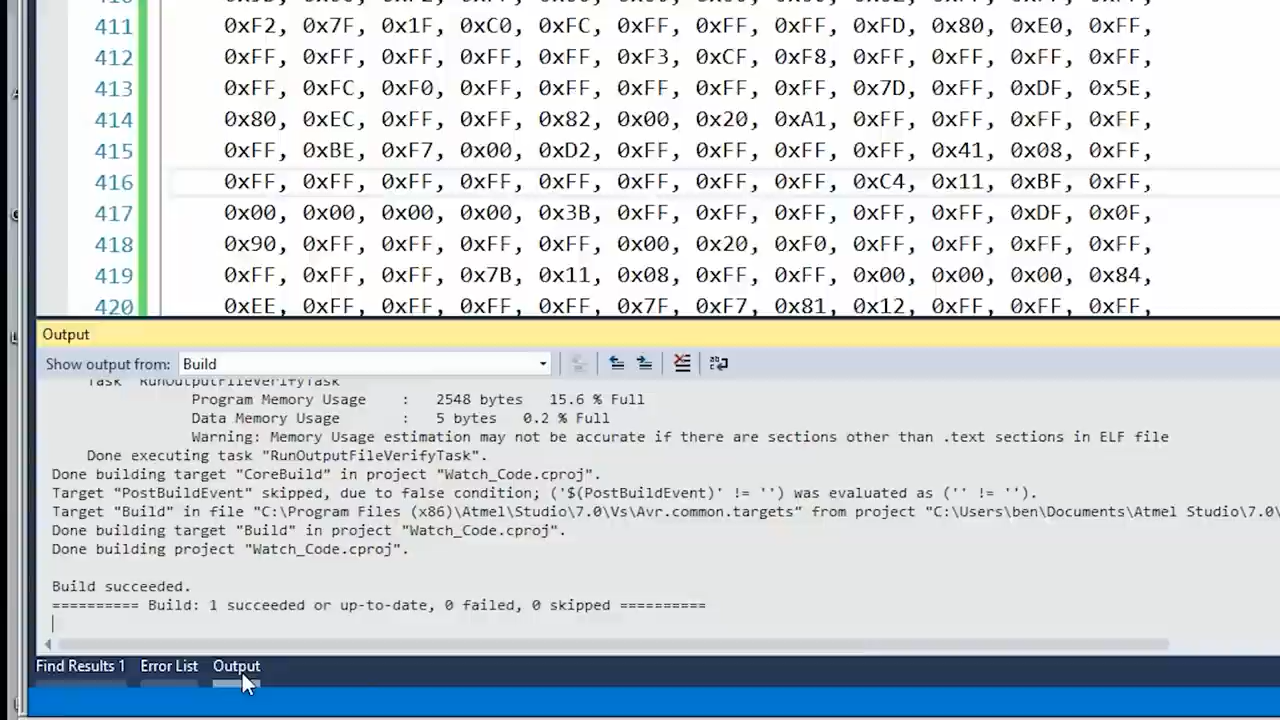 411 0xF2, 0x7F, 0x1F, 0xC0, 0xFC, 0xFF, 0xFF, 0xFF, 0xFD, 0x80, 0xE0, 0xFF,
412 0xFF, 0xFC, 0xFF, 0xFF, 0xFF, 0xF3, 0xCF, 0xF8, 0xFF, 0xFF, 0xFF, 0xFF,
413 0xFF, 0xFC, 0xF0, 0xFF, 0xFF, 0xFF, 0xFF, 0xFF, 0x7D, 0xFF, 0xDF, 0x5E,
414 0x80, 0xEC, 0xFF, 0xFF, 0x82, 0x00, 0x20, 0xA1, 0xFF, 0xFF, 0xFF, 0xFF,
415 0xFF, 0xBE, 0xF7, 0x00, 0xD2, 0xFF, 0xFF, 0xFF, 0xFF, 0x41, 0x08, 0xFF,
416 0xFF, 0xFF, 0xFF, 0xFF, 0xFF, 0xFF, 0xFF, 0xFF, 0xC4, 0x11, 0xBF, 0xFF,
417 0x00, 0x00, 0x00, 0x00, 0x3B, 0xFF, 0xFF, 0xFF, 0xFF, 0xFF, 0xDF, 0x0F,
418 0x90, 0xFF, 0xFF, 0xFF, 0xFF, 0x00, 0x20, 0xF0, 0xFF, 0xFF, 0xFF, 0xFF,
419 0xFF, 0xFF, 0xFF, 0x7B, 0x11, 0x08, 0xFF, 0xFF, 0x00, 0x00, 0x00, 0x84,
420 0xEE, 0xFF, 0xFF, 0xFF, 0xFF, 0x7F, 0xF7, 0x81, 0x12, 0xFF, 0xFF, 0xFF,
Output
Show output from: Build
Task "RunOutputFileVerifyTask"
Program Memory Usage : 2548 bytes 15.6 % Full
Data Memory Usage : 5 bytes 0.2 % Full
Warning: Memory Usage estimation may not be accurate if there are sections other than .text sections in ELF file
Done executing task "RunOutputFileVerifyTask".
Done building target "CoreBuild" in project "Watch_Code.cproj".
Target "PostBuildEvent" skipped, due to false condition; ('$(PostBuildEvent)' != '') was evaluated as ('' != '').
Target "Build" in file "C:\Program Files (x86)\Atmel\Studio\7.0\Vs\Avr.common.targets" from project "C:\Users\ben\Documents\Atmel Studio\7.0\
Done building target "Build" in project "Watch_Code.cproj".
Done building project "Watch_Code.cproj".
Build succeeded.
========== Build: 1 succeeded or up-to-date, 0 failed, 0 skipped ==========
Find Results 1 Error List Output